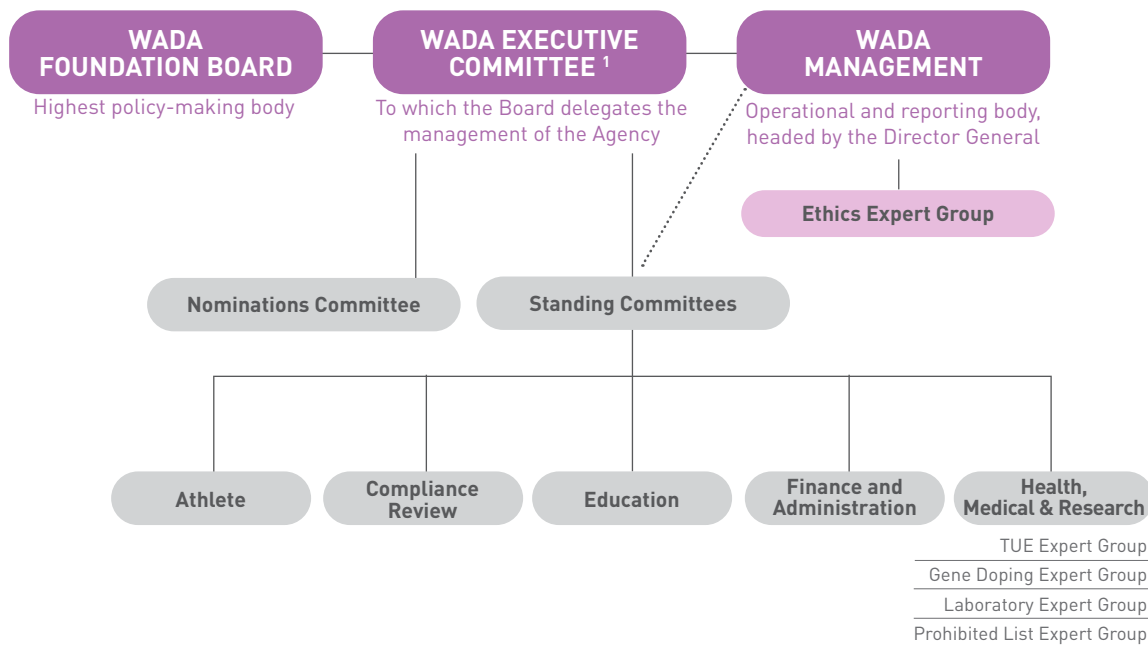 WADA
FOUNDATION BOARD
Highest policy-making body
WADA EXECUTIVE
COMMITTEE 1
To which the Board delegates the
management of the Agency
WADA
MANAGEMENT
Operational and reporting body,
headed by the Director General
Ethics Expert Group
Nominations Committee
Standing Committees
Athlete
Compliance
Review
Education
Finance and
Administration
Health,
Medical & Research
TUE Expert Group
Gene Doping Expert Group
Laboratory Expert Group
Prohibited List Expert Group